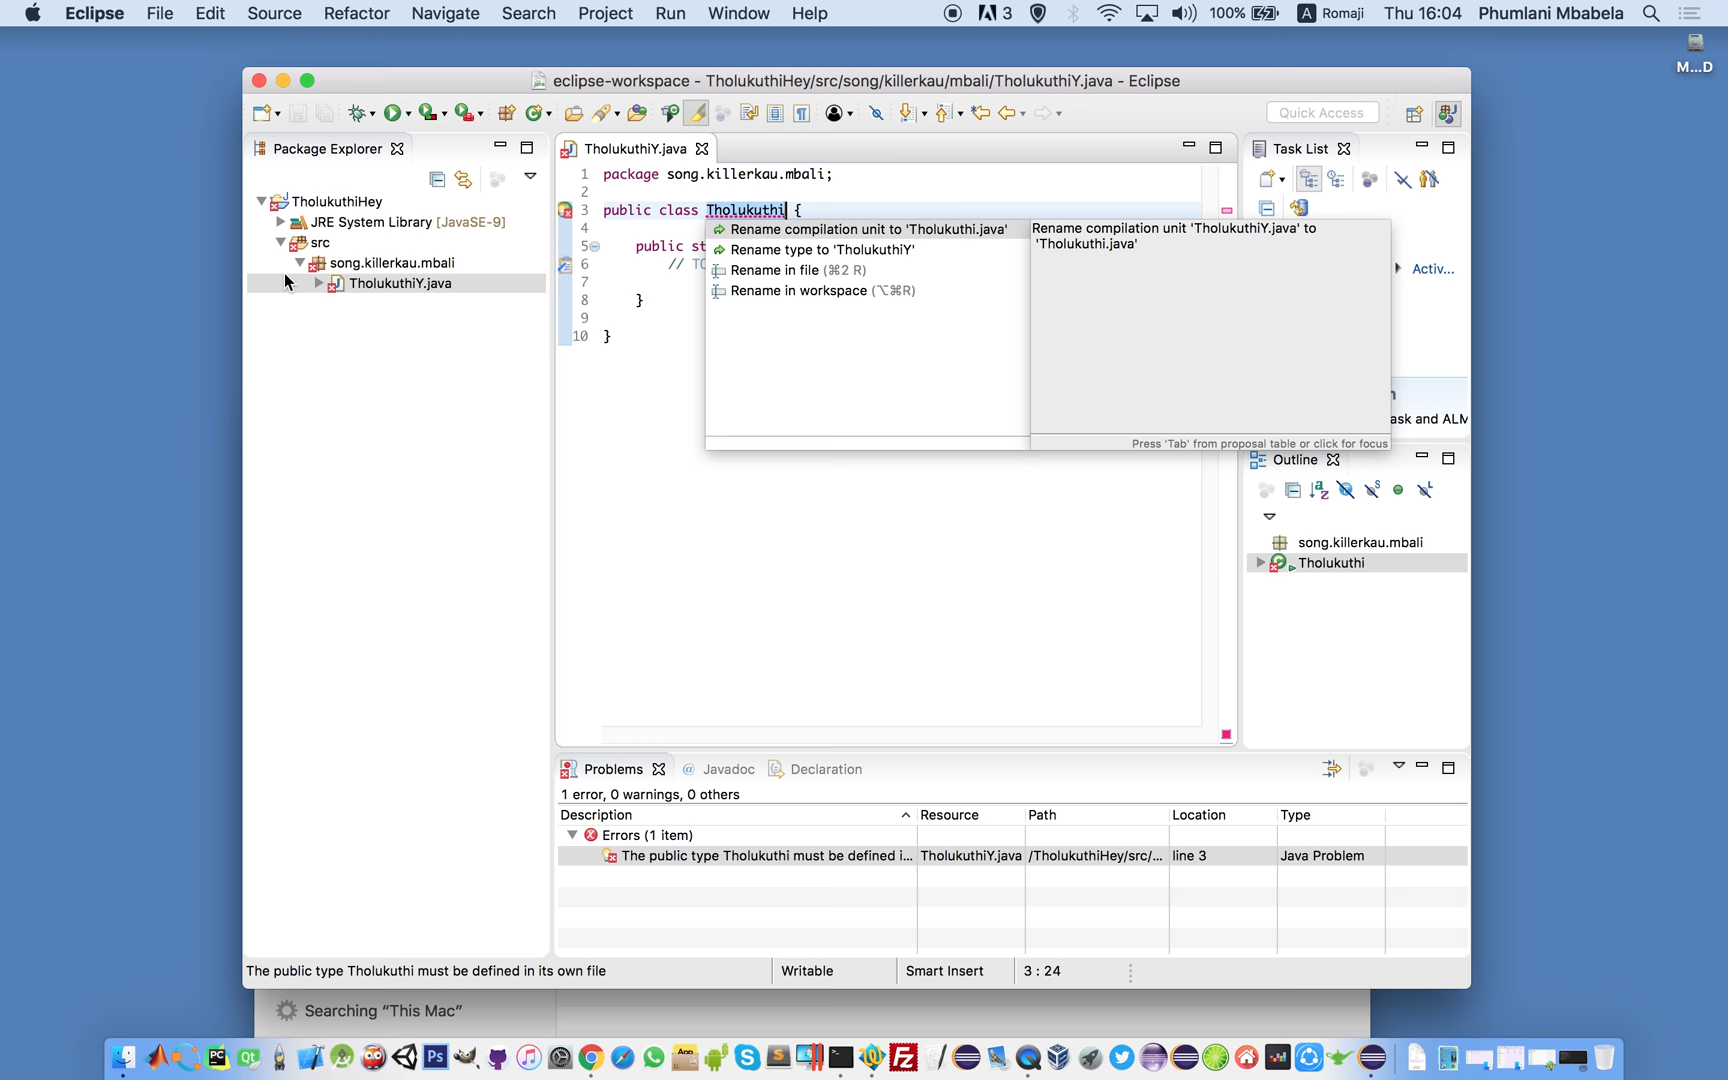 Eclipse File Edit Source Refactor Navigate Search Project Run Window Help 3 100% A Romaji Thu 16:04 Phumlani Mbabela
M...D
eclipse-workspace - TholukuthiHey/src/song/killerkau/mbali/TholukuthiY.java - Eclipse
Quick Access
Package Explorer
TholukuthiHey
JRE System Library [JavaSE-9]
src
song.killerkau.mbali
TholukuthiY.java
TholukuthiY.java
1 package song.killerkau.mbali;
2
3 public class Tholukuthi {
4
5 public st
6 // TO
7
8 }
9
10 }
Rename compilation unit to 'Tholukuthi.java'
Rename type to 'TholukuthiY'
Rename in file (⌘2 R)
Rename in workspace (⌥⌘R)
Rename compilation unit 'TholukuthiY.java' to
'Tholukuthi.java'
Press 'Tab' from proposal table or click for focus
Task List
Activ...
ask and ALM
Outline
song.killerkau.mbali
Tholukuthi
Problems @ Javadoc Declaration
1 error, 0 warnings, 0 others
Description Resource Path Location Type
Errors (1 item)
The public type Tholukuthi must be defined i... TholukuthiY.java /TholukuthiHey/src/... line 3 Java Problem
The public type Tholukuthi must be defined in its own file Writable Smart Insert 3 : 24
Searching “This Mac”
PC Qt Ps App